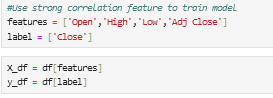 #Use strong correlation feature to train model
features = ['Open','High','Low','Adj Close']
label = ['Close']
X_df = df[features]
y_df = df[label]